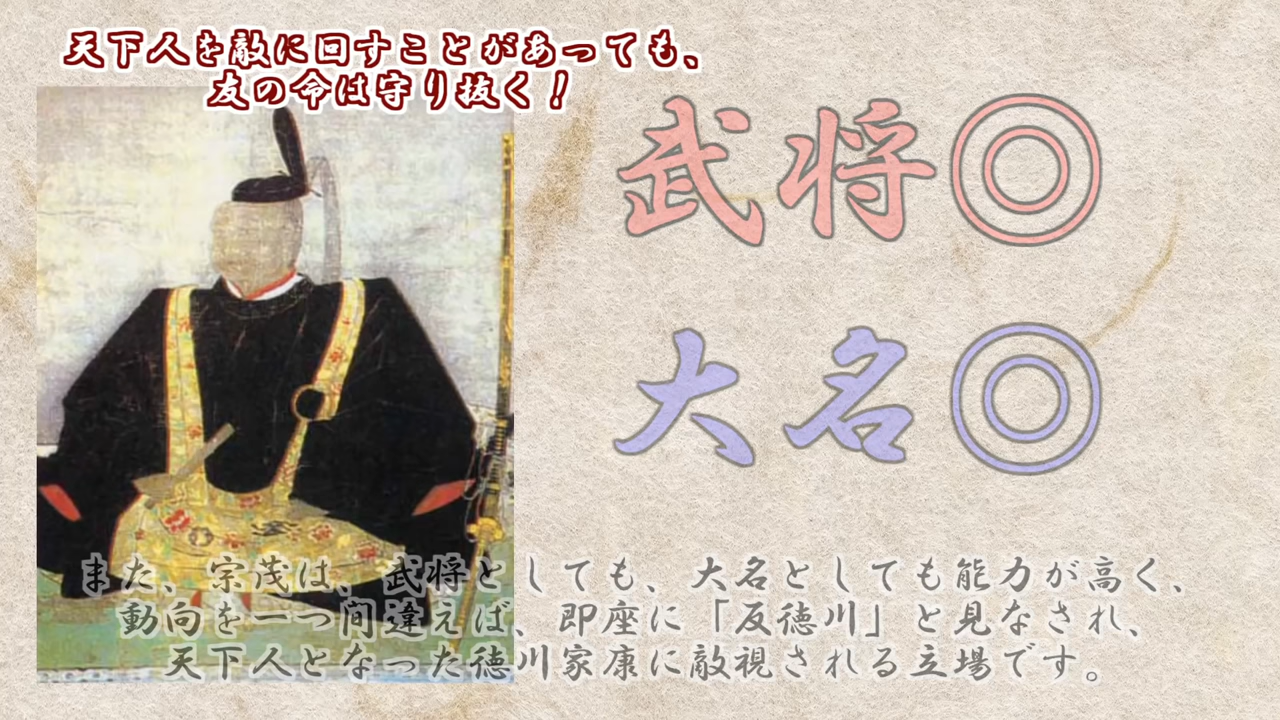 天下人を敵に回すことがあっても、
友の命は守り抜く！
武将◎
大名◎
また、宗茂は、武将としても、大名としても能力が高く、
動向を一つ間違えば、即座に「反徳川」と見なされ、
天下人となった徳川家康に敵視される立場です。